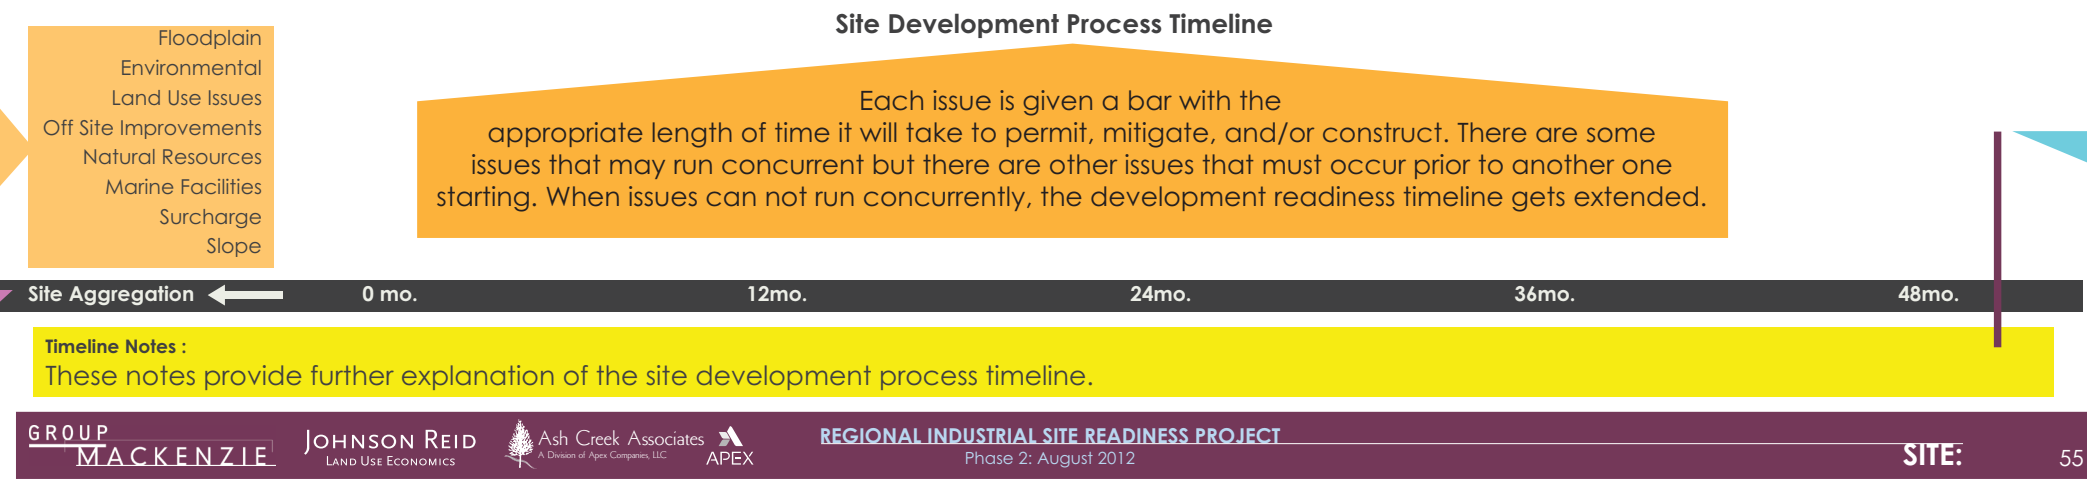 Site Development Process Timeline
Floodplain
Environmental
Land Use Issues
Off Site Improvements
Natural Resources
Marine Facilities
Surcharge
Slope
Each issue is given a bar with the
appropriate length of time it will take to permit, mitigate, and/or construct. There are some
issues that may run concurrent but there are other issues that must occur prior to another one
starting. When issues can not run concurrently, the development readiness timeline gets extended.
Site Aggregation 0 mo. 12mo. 24mo. 36mo. 48mo.
Timeline Notes :
These notes provide further explanation of the site development process timeline.
GROUP
MACKENZIE
JOHNSON REID
LAND USE ECONOMICS
Ash Creek Associates
A Division of Apex Companies, LLC
APEX
REGIONAL INDUSTRIAL SITE READINESS PROJECT
Phase 2: August 2012
SITE:
55